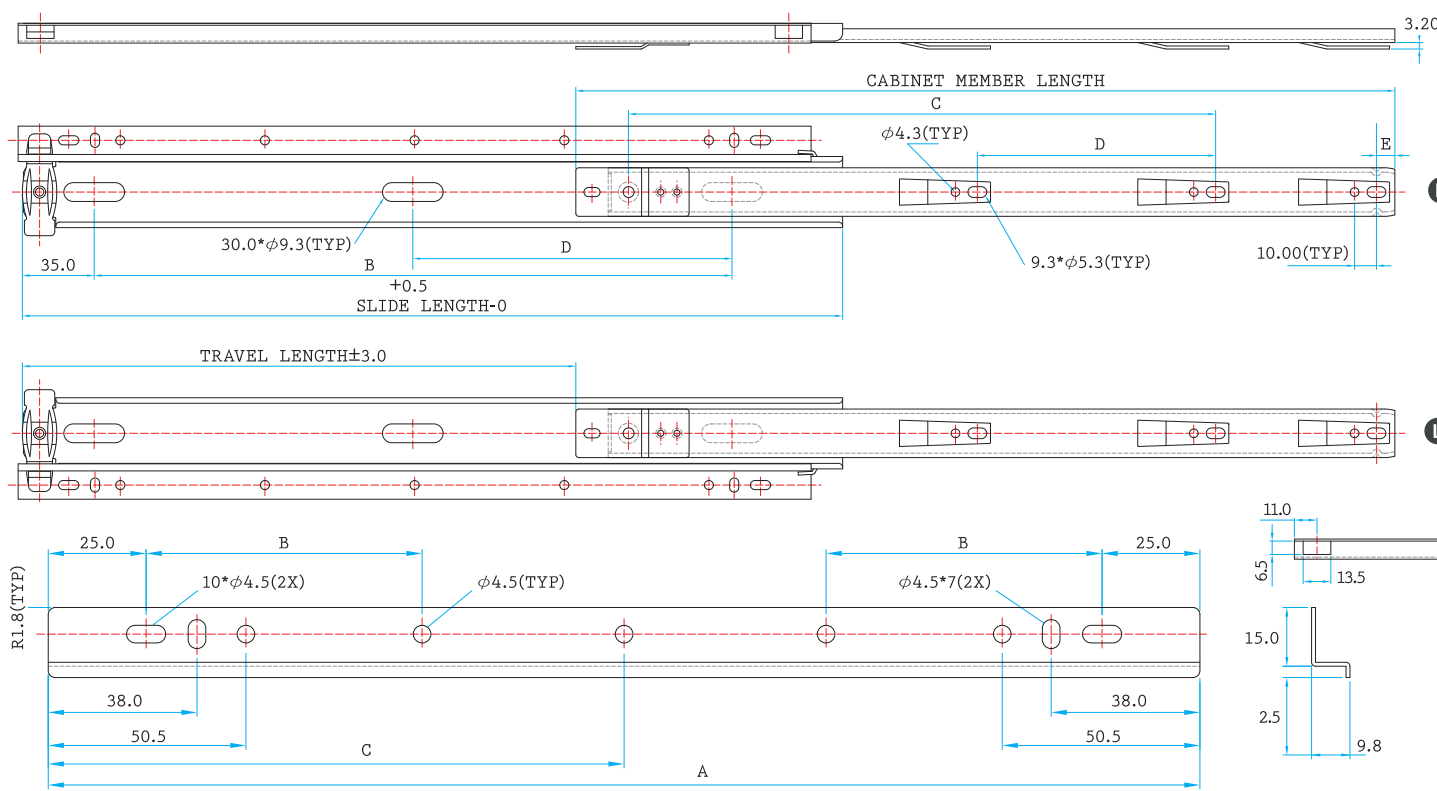 3.20
CABINET MEMBER LENGTH
C
ϕ4.3(TYP)
D
E
30.0*ϕ9.3(TYP)
D
9.3*ϕ5.3(TYP)
10.00(TYP)
35.0
B
+0.5
SLIDE LENGTH-0
TRAVEL LENGTH±3.0
L
25.0
B
B
25.0
11.0
10*ϕ4.5(2X)
ϕ4.5(TYP)
ϕ4.5*7(2X)
6.5
13.5
R1.8(TYP)
15.0
38.0
38.0
2.5
50.5
50.5
9.8
C
A